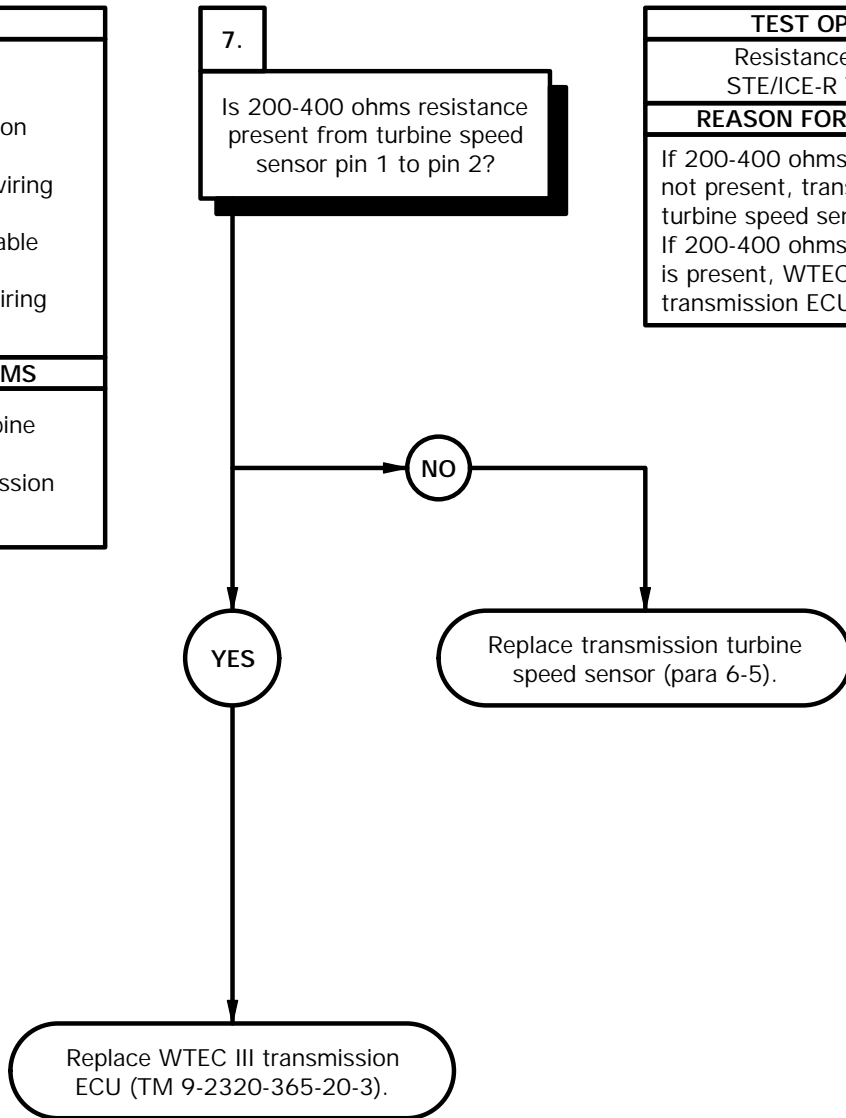 on
viring
able
iring
MS
bine
ssion
7.
Is 200-400 ohms resistance
present from turbine speed
sensor pin 1 to pin 2?
TEST OP
Resistance
STE/ICE-R
REASON FOR
If 200-400 ohms
not present, tran
turbine speed se
If 200-400 ohms
is present, WTEC
transmission ECU
NO
YES
Replace transmission turbine
speed sensor (para 6-5).
Replace WTEC III transmission
ECU (TM 9-2320-365-20-3).